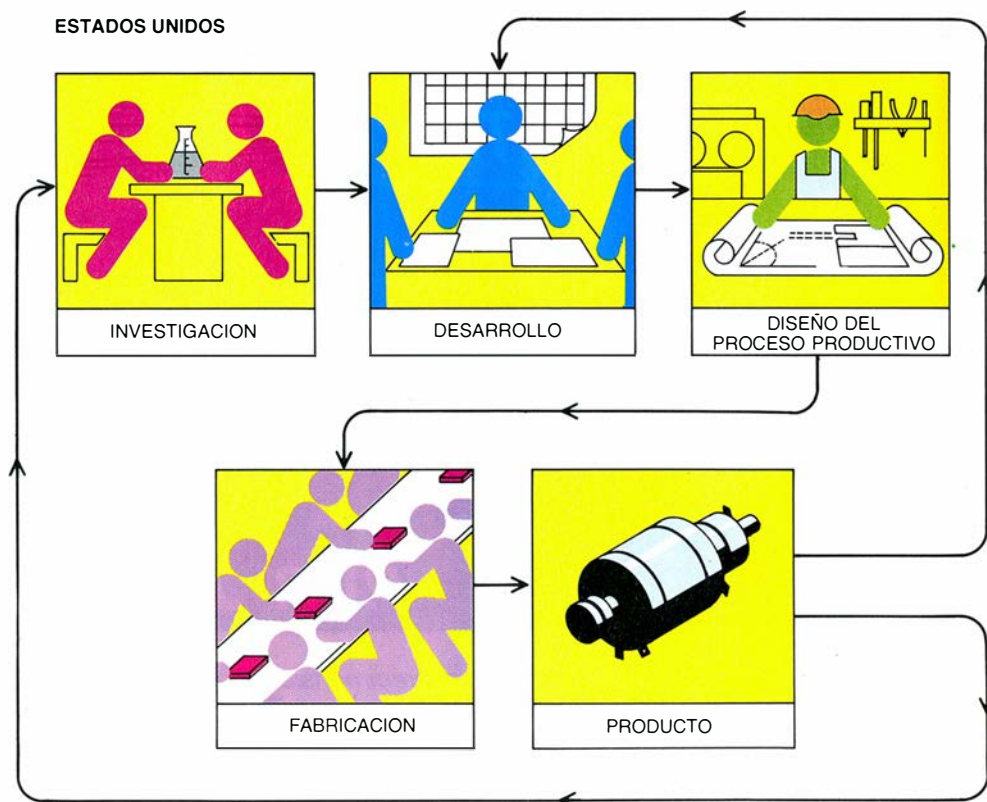 ESTADOS UNIDOS
INVESTIGACION
DESARROLLO
DISEÑO DEL
PROCESO PRODUCTIVO
FABRICACION
PRODUCTO